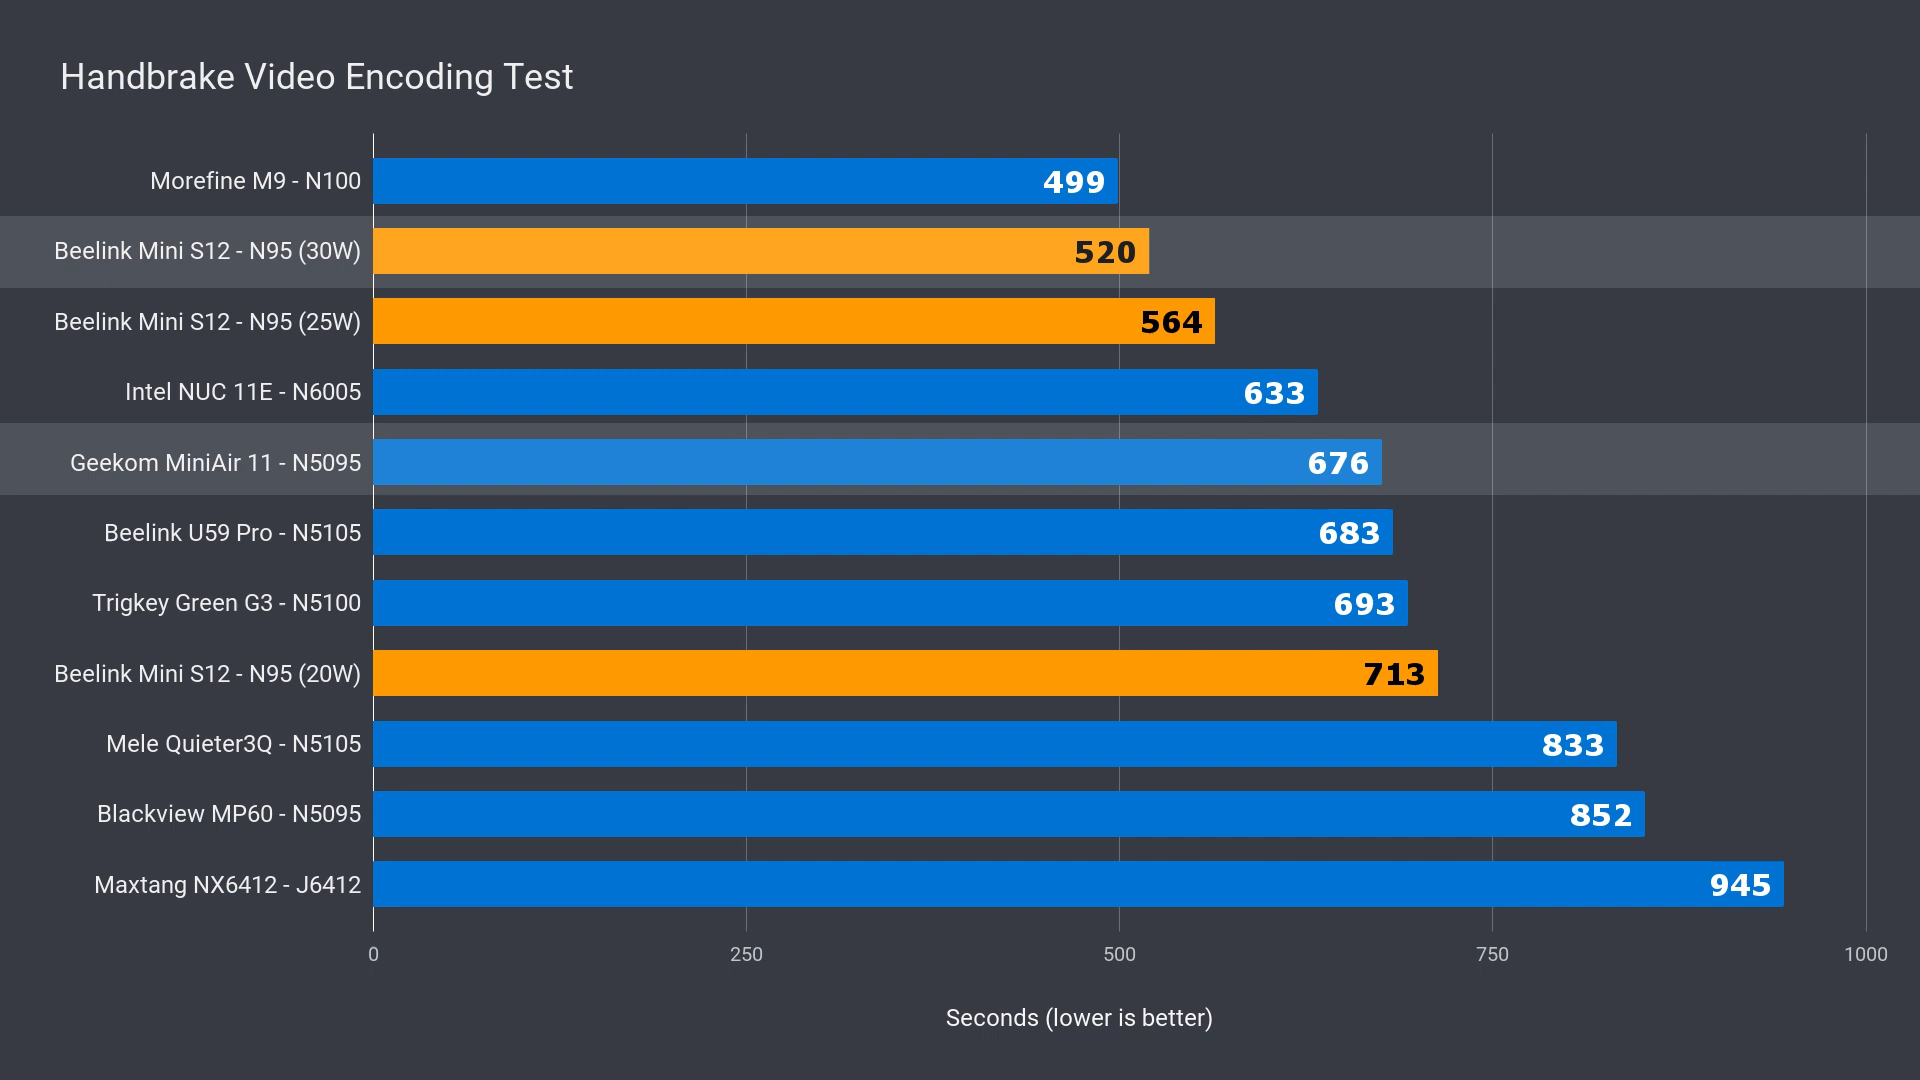 Handbrake Video Encoding Test
Morefine M9 - N100 499
Beelink Mini S12 - N95 (30W) 520
Beelink Mini S12 - N95 (25W) 564
Intel NUC 11E - N6005 633
Geekom MiniAir 11 - N5095 676
Beelink U59 Pro - N5105 683
Trigkey Green G3 - N5100 693
Beelink Mini S12 - N95 (20W) 713
Mele Quieter3Q - N5105 833
Blackview MP60 - N5095 852
Maxtang NX6412 - J6412 945
0 250 500 750 1000
Seconds (lower is better)